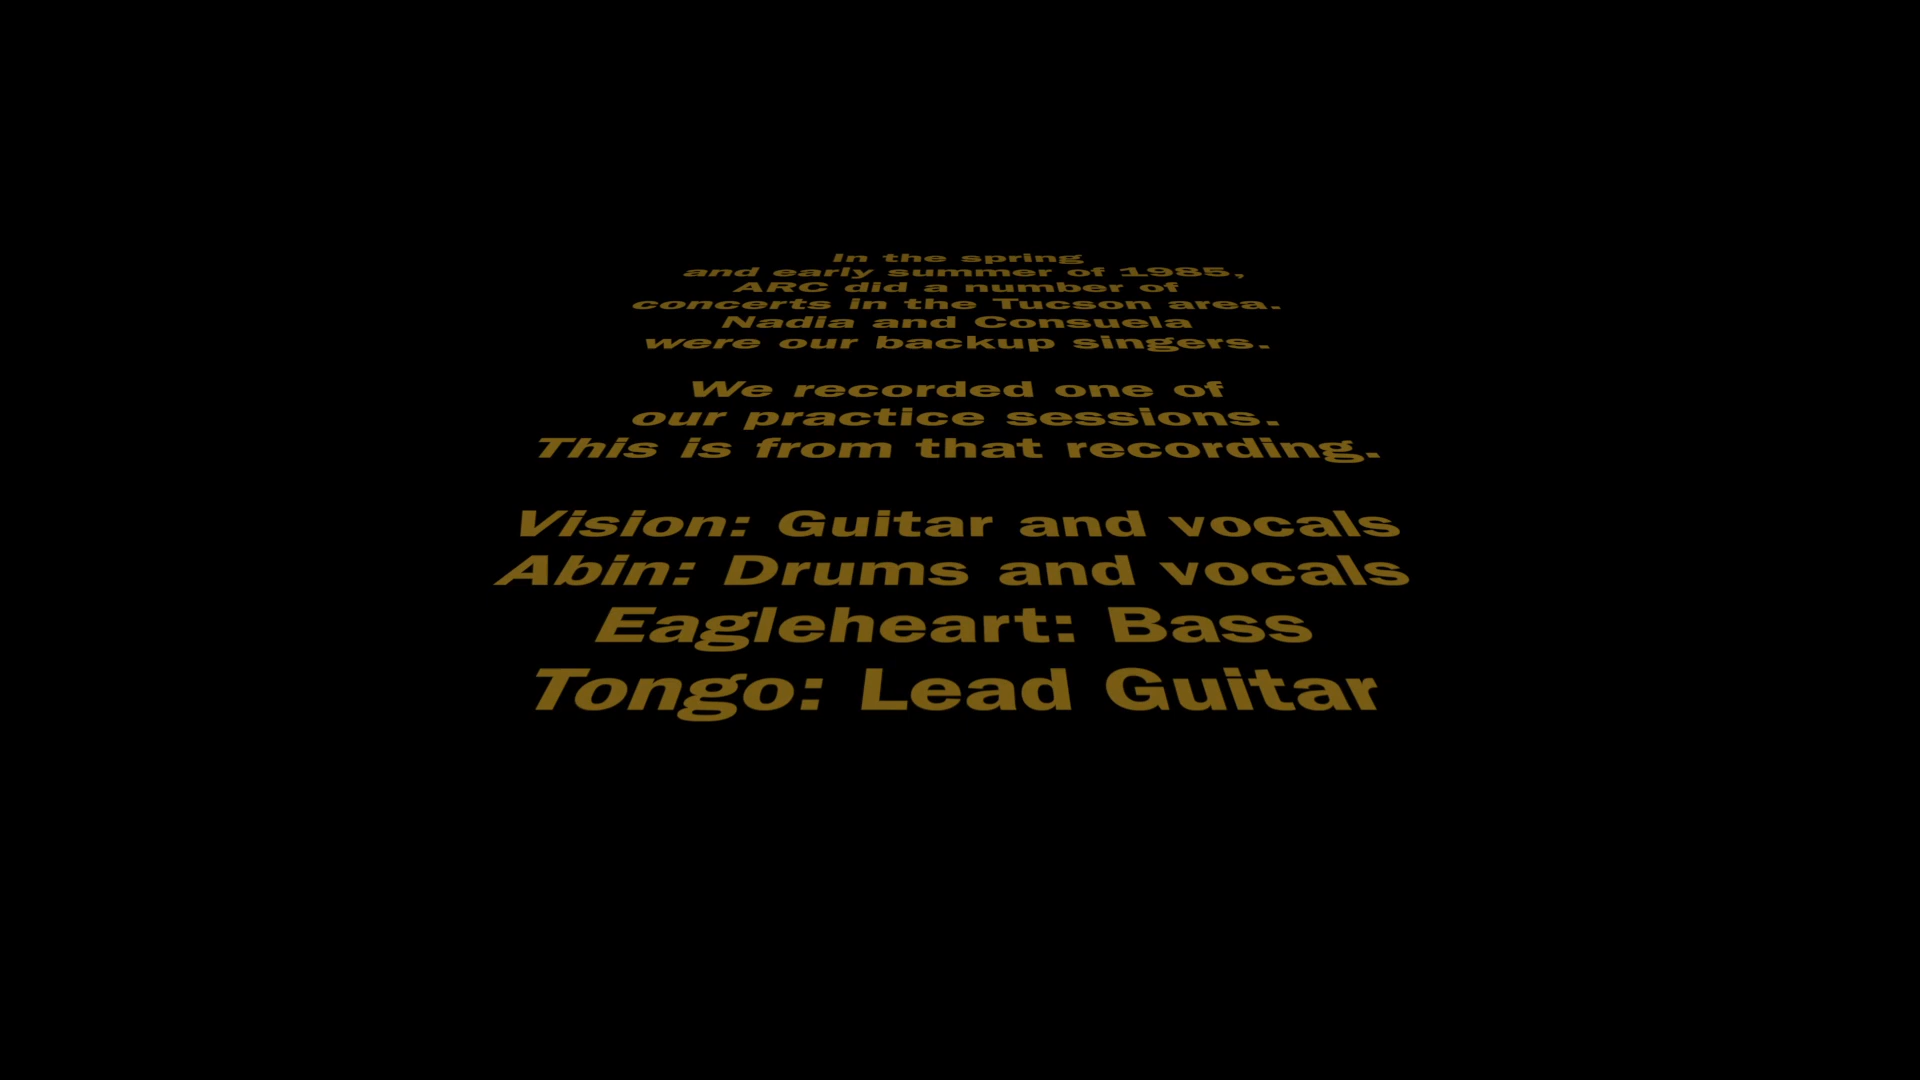 In the spring
and early summer of 1985,
ARC did a number of
concerts in the Tucson area.
Nadia and Consuela
were our backup singers.
We recorded one of
our practice sessions.
This is from that recording.
Vision: Guitar and vocals
Abin: Drums and vocals
Eagleheart: Bass
Tongo: Lead Guitar